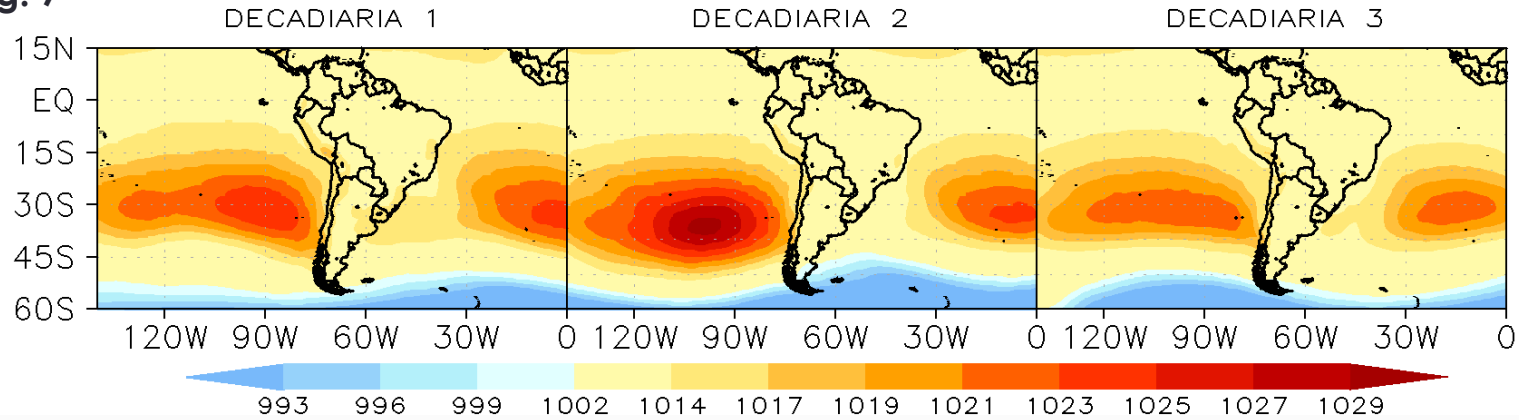 g. 7
DECADIARIA 1 DECADIARIA 2 DECADIARIA 3
15N
EQ
15S
30S
45S
60S
120W 90W 60W 30W 0 120W 90W 60W 30W 0 120W 90W 60W 30W 0
993 996 999 1002 1014 1017 1019 1021 1023 1025 1027 1029